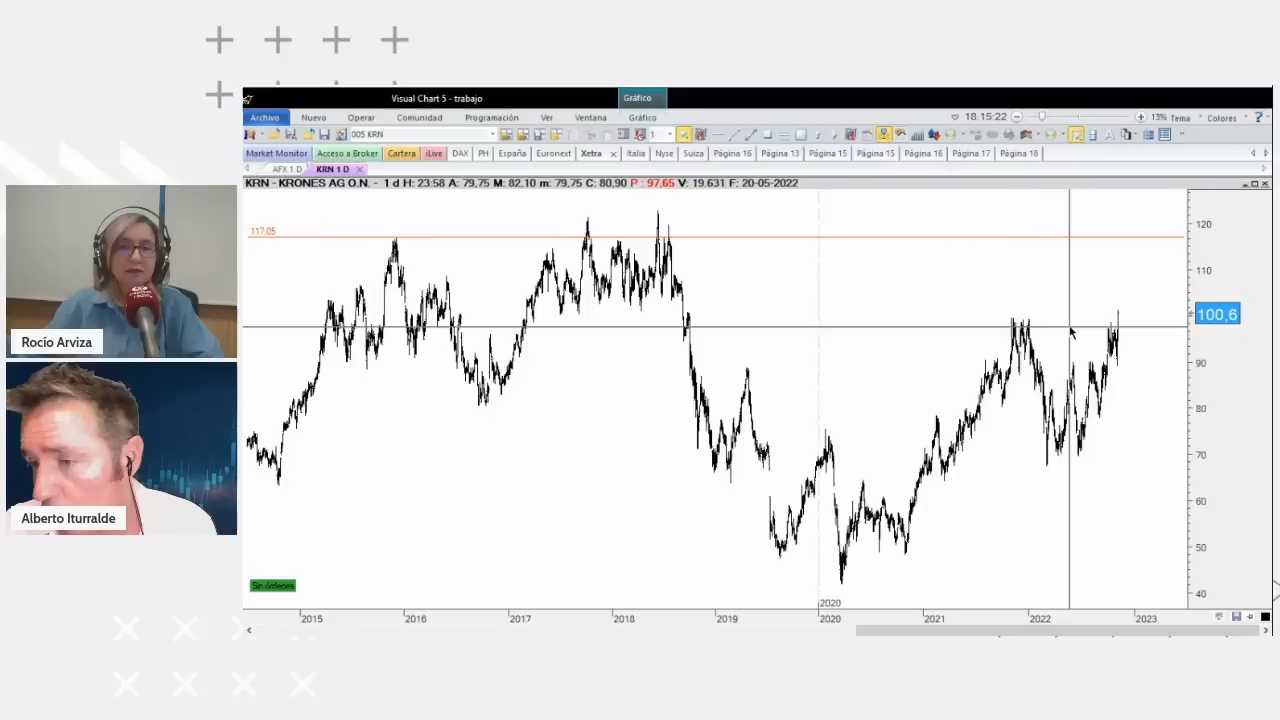 Visual Chart 5 - trabajo
Gráfico
Archivo Nuevo Operar Comunidad Programación Ver Ventana Gráfico 18:15:22 13% Tema Colores ?
005 KRN 1
Market Monitor Acceso a Broker Cartera iLive DAX PH España Euronext Xetra x Italia Nyse Suiza Página 16 Página 13 Página 15 Página 15 Página 16 Página 17 Página 18
AFX 1 D KRN 1 D
KRN - KRONES AG O.N. - 1 d H: 23:58 A: 79,75 M: 82,10 m: 79,75 C: 80,90 P : 97,65 V: 19.631 F: 20-05-2022
117,05
120
110
100,6
90
80
70
60
50
40
Rocío Arviza
Alberto Iturralde
Sin órdenes
2020
2015 2016 2017 2018 2019 2020 2021 2022 2023